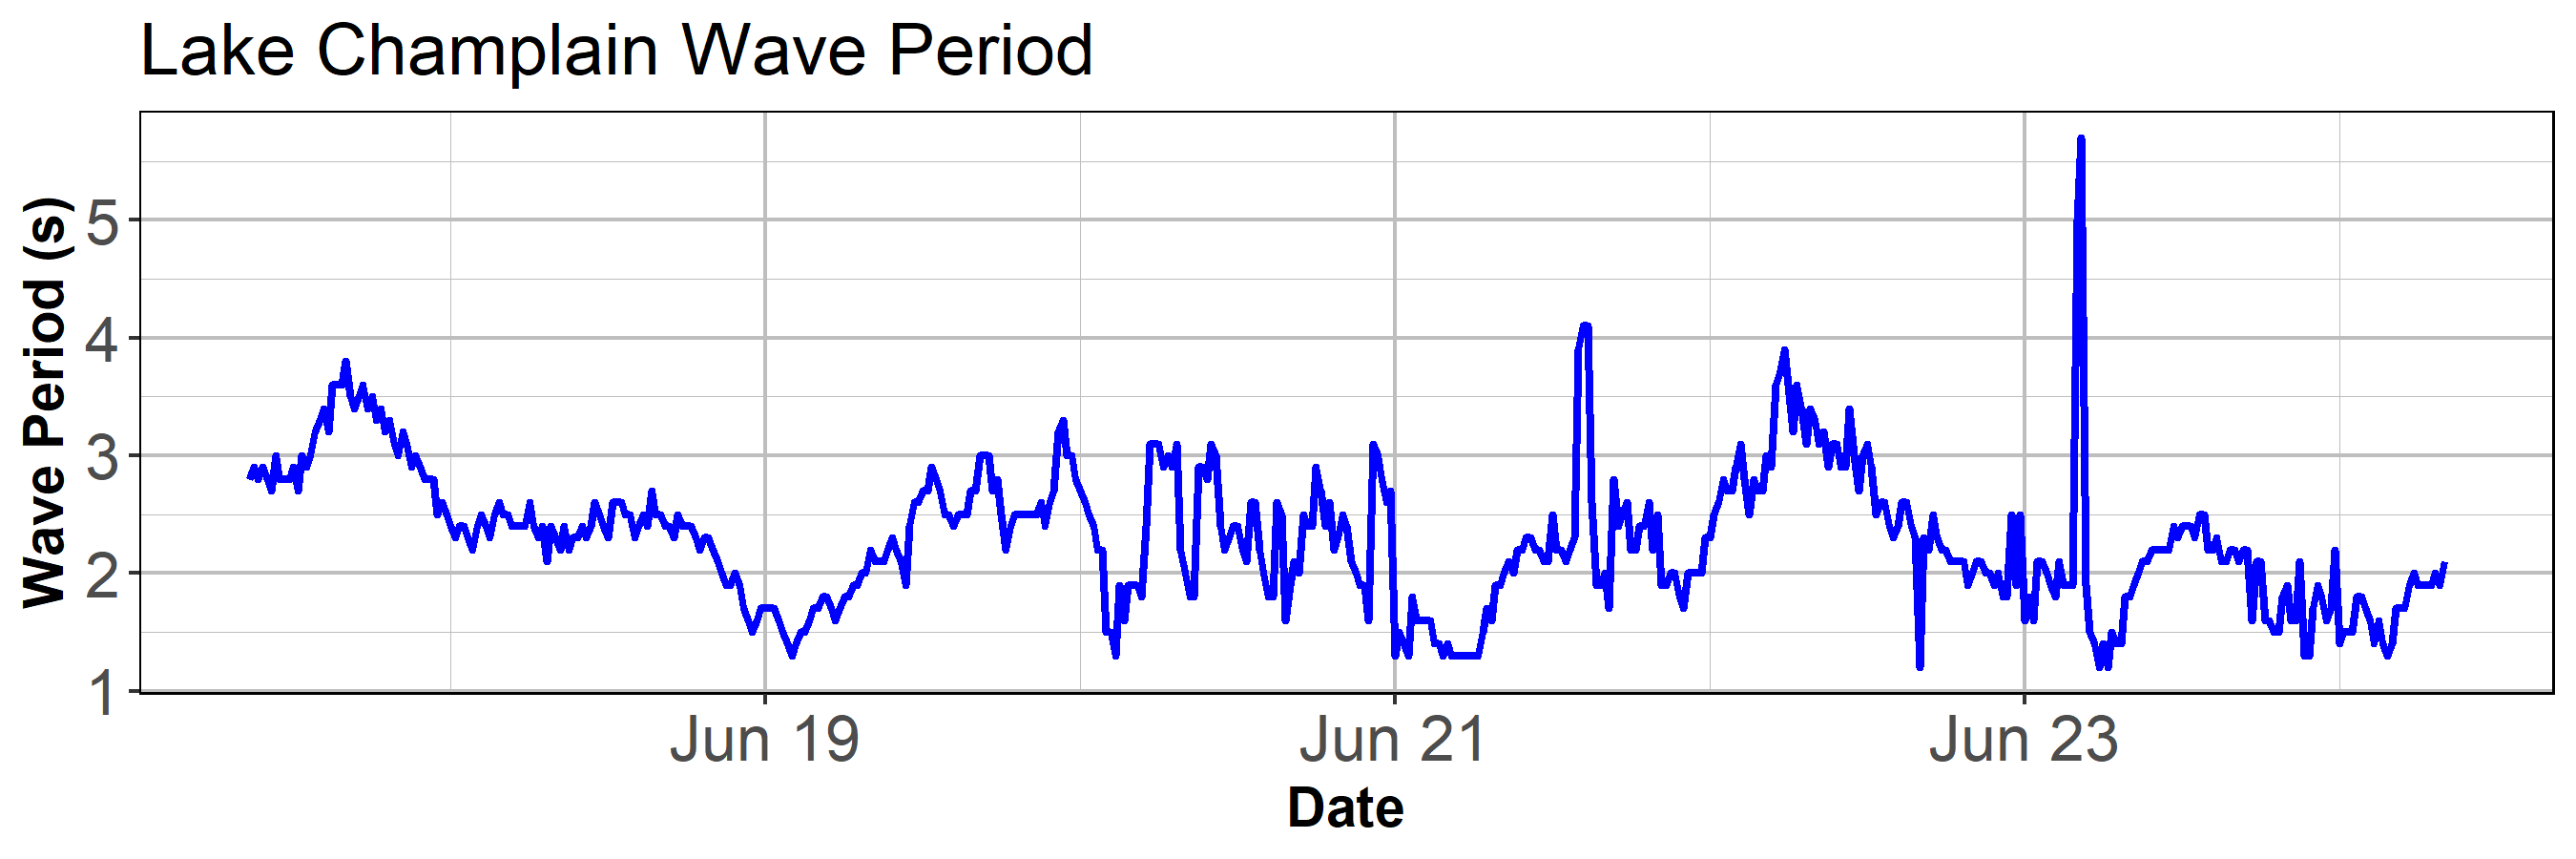 Lake Champlain Wave Period
Wave Period (s)
5
4
3
2
1
Jun 19
Jun 21
Jun 23
Date